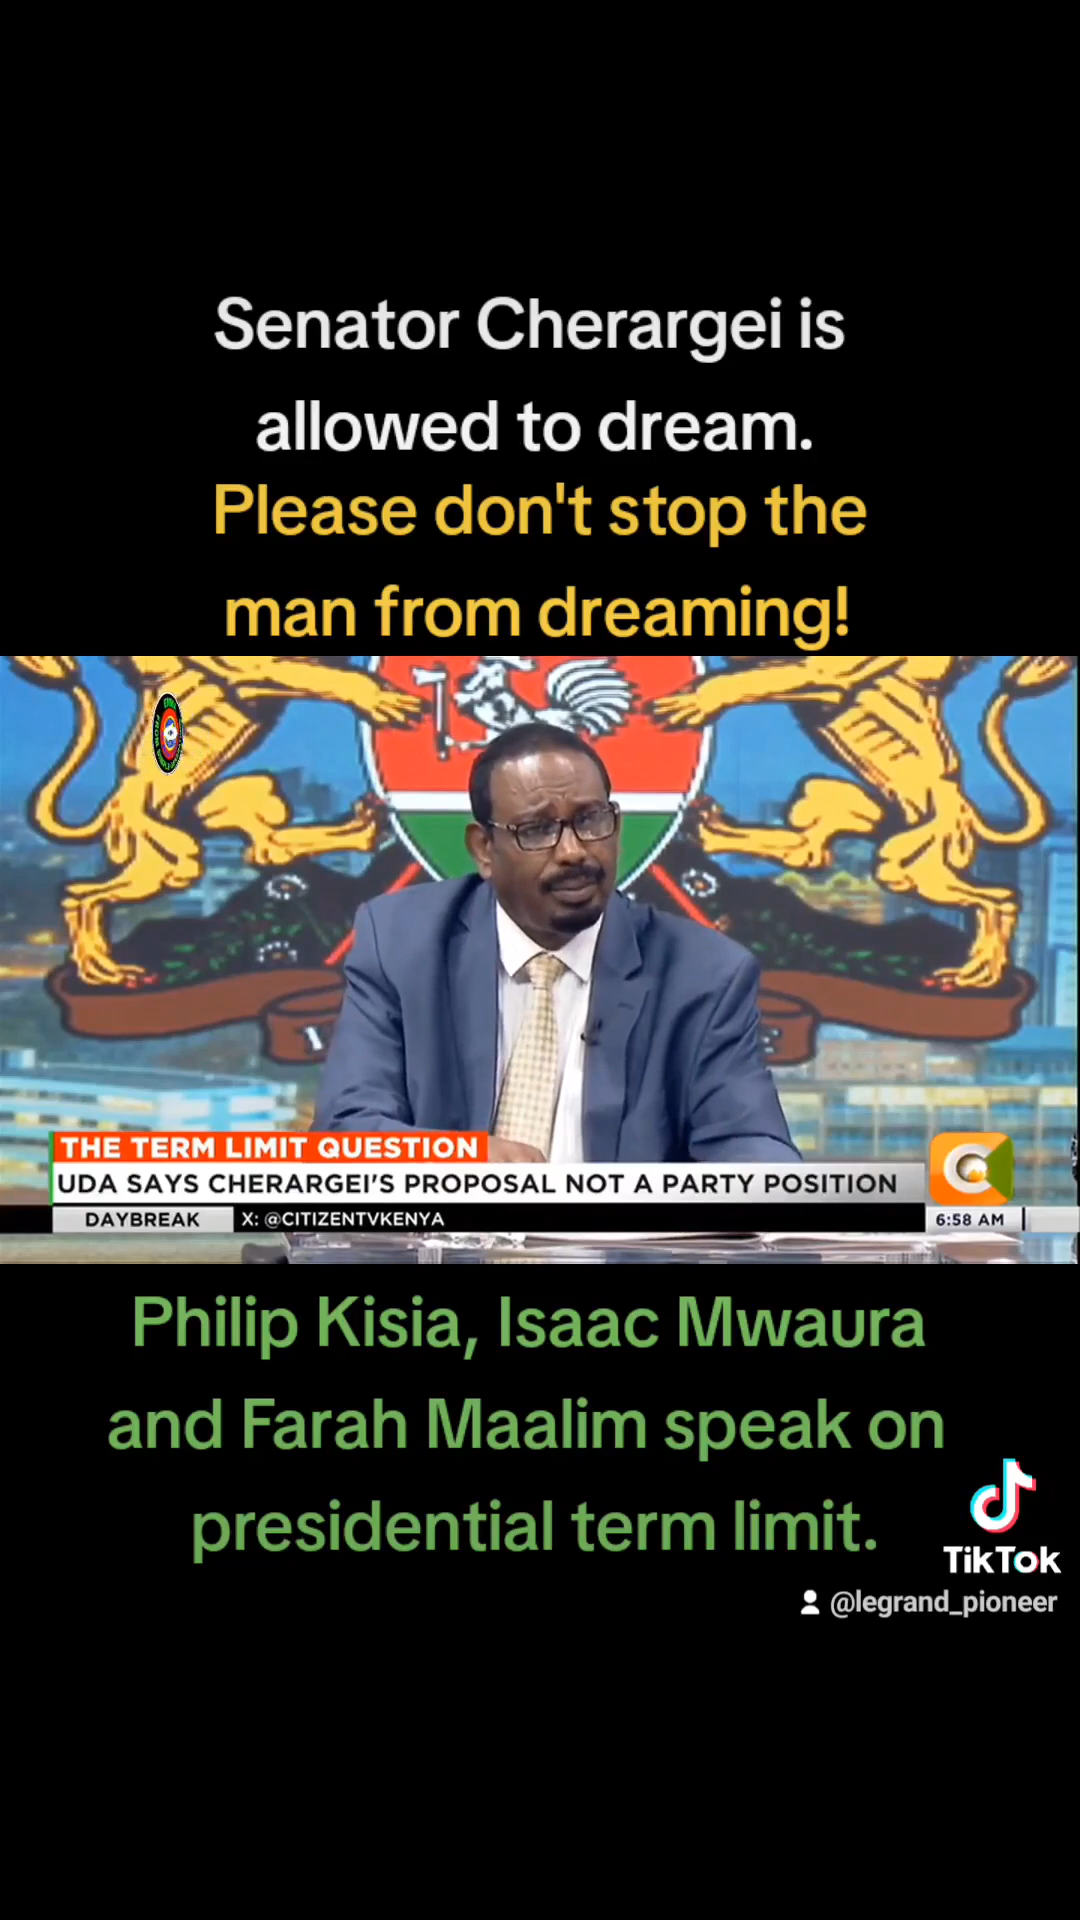 Senator Cherargei is
allowed to dream.
Please don't stop the
man from dreaming!
THE TERM LIMIT QUESTION
UDA SAYS CHERARGEI'S PROPOSAL NOT A PARTY POSITION
DAYBREAK
X: @CITIZENTVKENYA
6:58 AM
Philip Kisia, Isaac Mwaura
and Farah Maalim speak on
presidential term limit.
TikTok
@legrand_pioneer